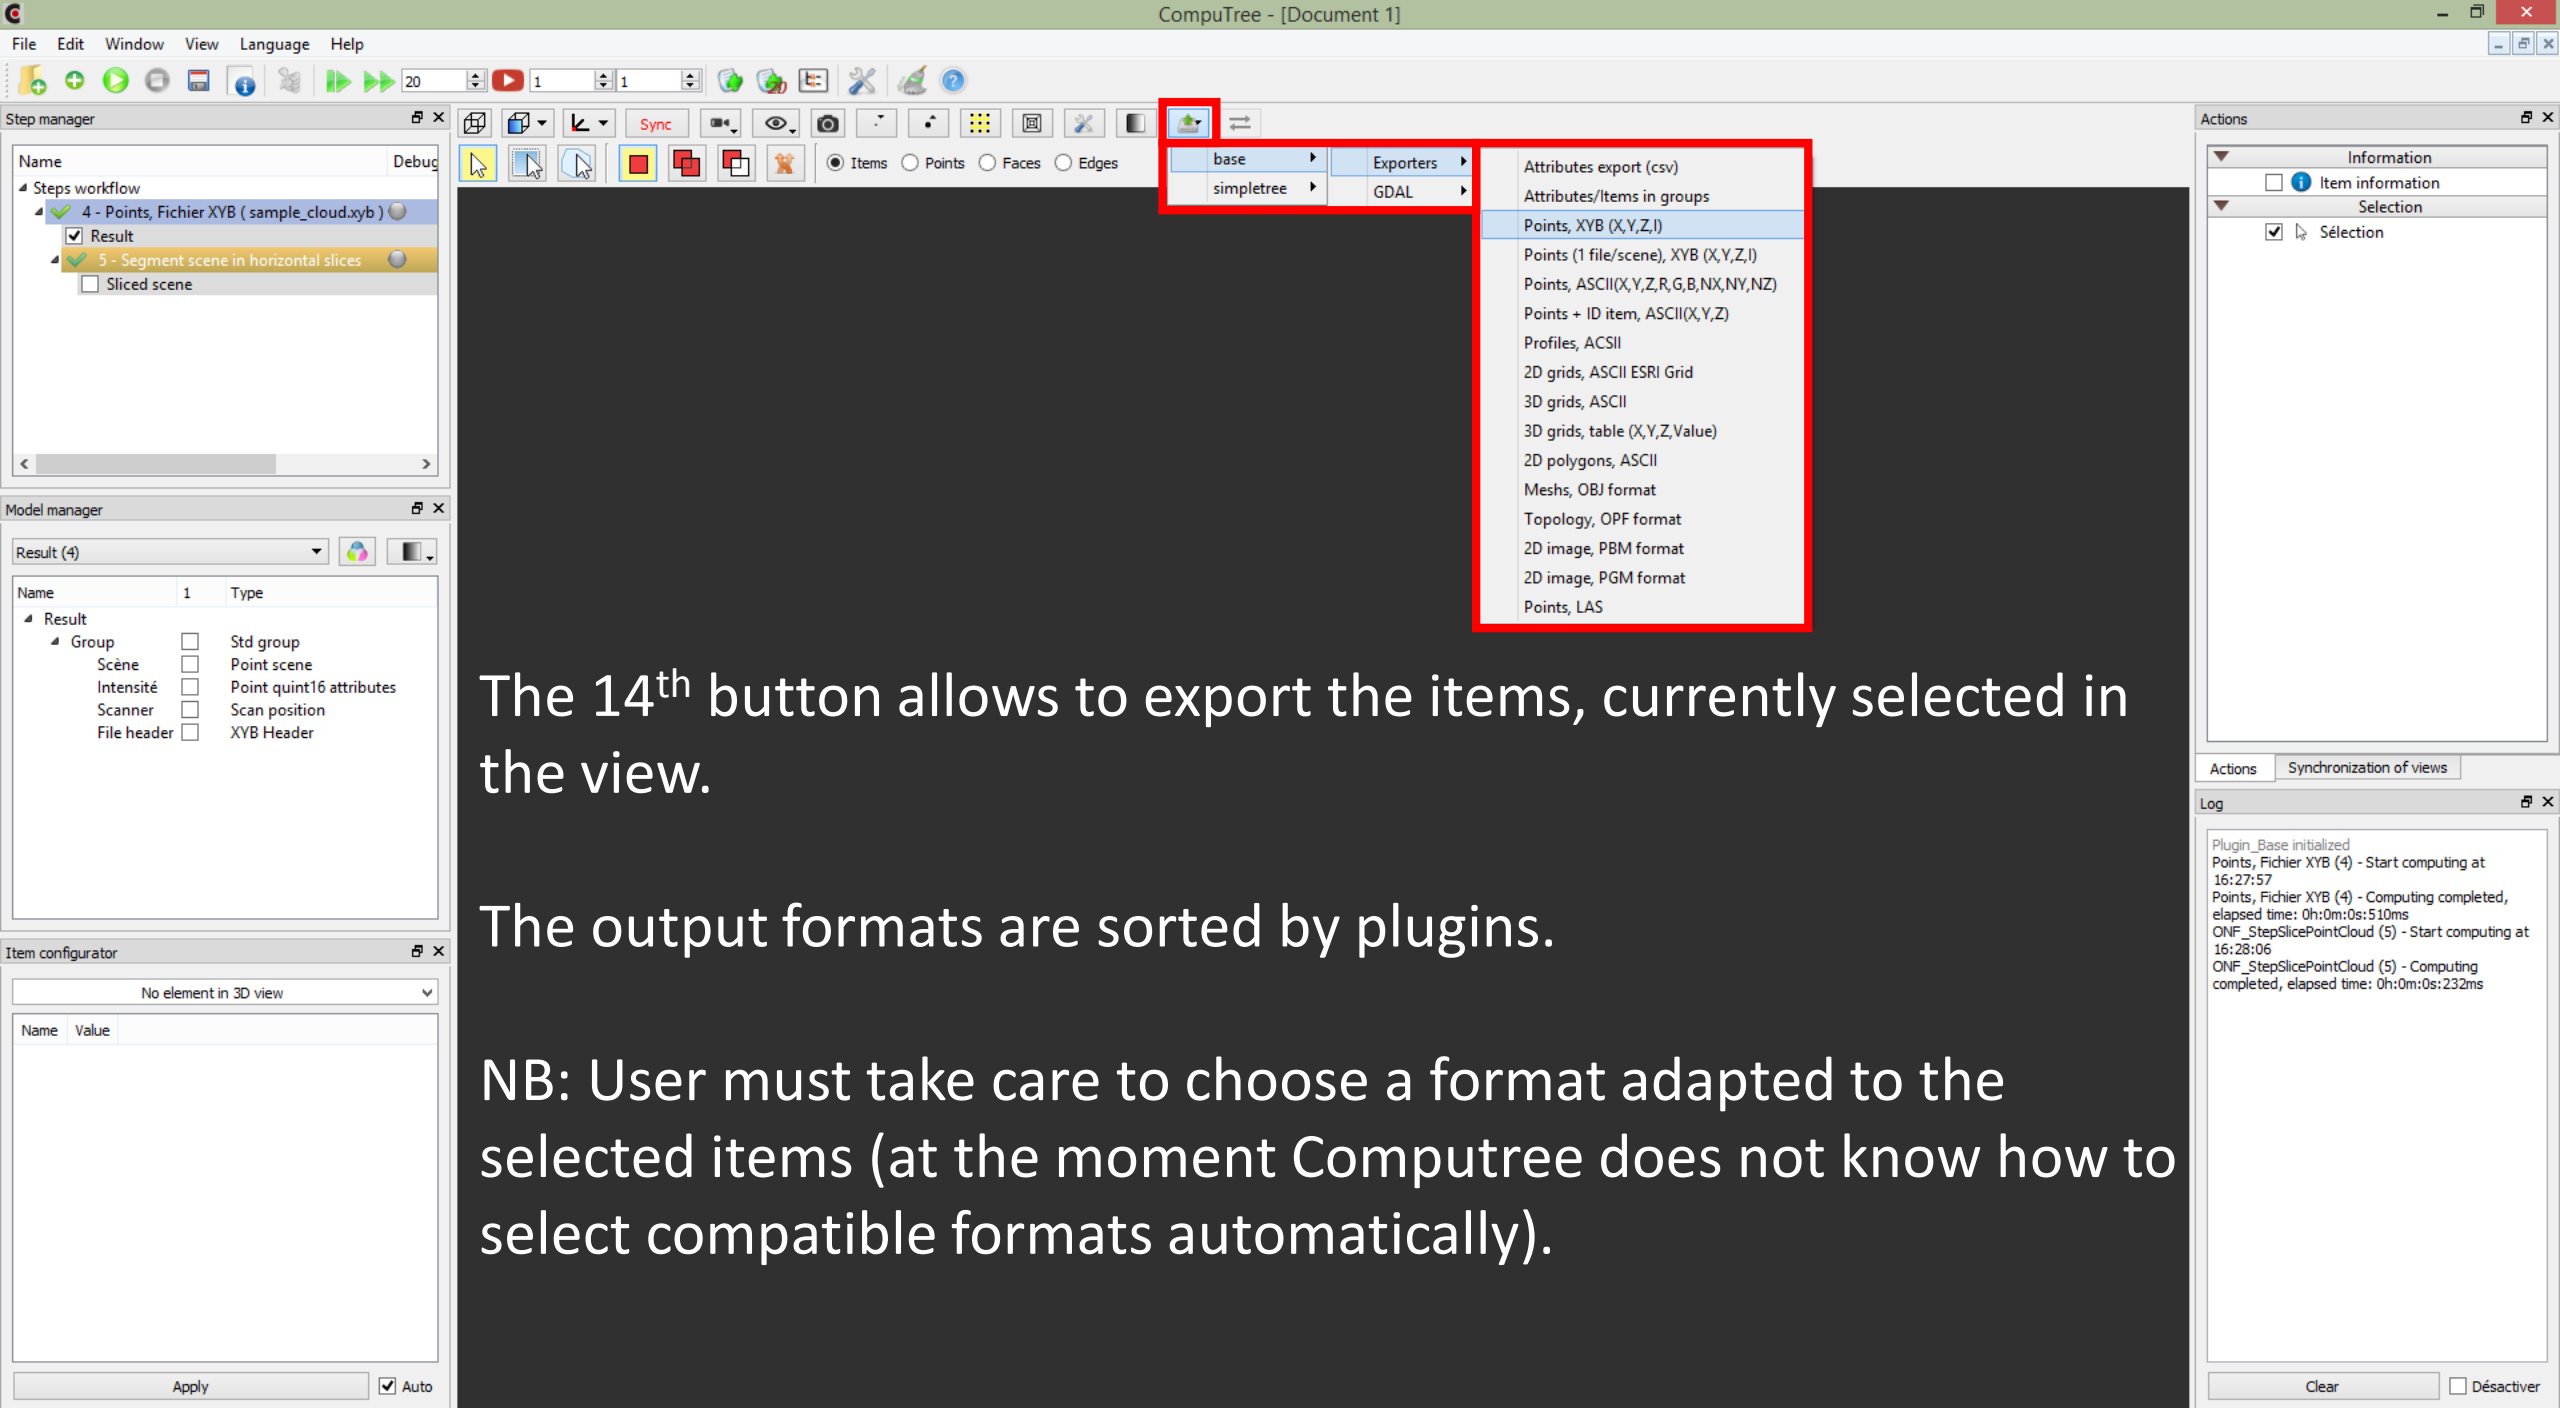 CompuTree - [Document 1]
File Edit Window View Language Help
20 1 1 2D
Step manager
Name Debug
Steps workflow
4 - Points, Fichier XYB ( sample_cloud.xyb )
Result
5 - Segment scene in horizontal slices
Sliced scene
Sync
Items Points Faces Edges
base
simpletree
Exporters
GDAL
Attributes export (csv)
Attributes/Items in groups
Points, XYB (X,Y,Z,I)
Points (1 file/scene), XYB (X,Y,Z,I)
Points, ASCII(X,Y,Z,R,G,B,NX,NY,NZ)
Points + ID item, ASCII(X,Y,Z)
Profiles, ACSII
2D grids, ASCII ESRI Grid
3D grids, ASCII
3D grids, table (X,Y,Z,Value)
2D polygons, ASCII
Meshs, OBJ format
Topology, OPF format
2D image, PBM format
2D image, PGM format
Points, LAS
Model manager
Result (4)
Name 1 Type
Result
Group Std group
Scène Point scene
Intensité Point quint16 attributes
Scanner Scan position
File header XYB Header
Item configurator
No element in 3D view
Name Value
Apply Auto
The 14th button allows to export the items, currently selected in
the view.
The output formats are sorted by plugins.
NB: User must take care to choose a format adapted to the
selected items (at the moment Computree does not know how to
select compatible formats automatically).
Actions
Information
Item information
Selection
Sélection
Actions Synchronization of views
Log
Plugin_Base initialized
Points, Fichier XYB (4) - Start computing at
16:27:57
Points, Fichier XYB (4) - Computing completed,
elapsed time: 0h:0m:0s:510ms
ONF_StepSlicePointCloud (5) - Start computing at
16:28:06
ONF_StepSlicePointCloud (5) - Computing
completed, elapsed time: 0h:0m:0s:232ms
Clear Désactiver